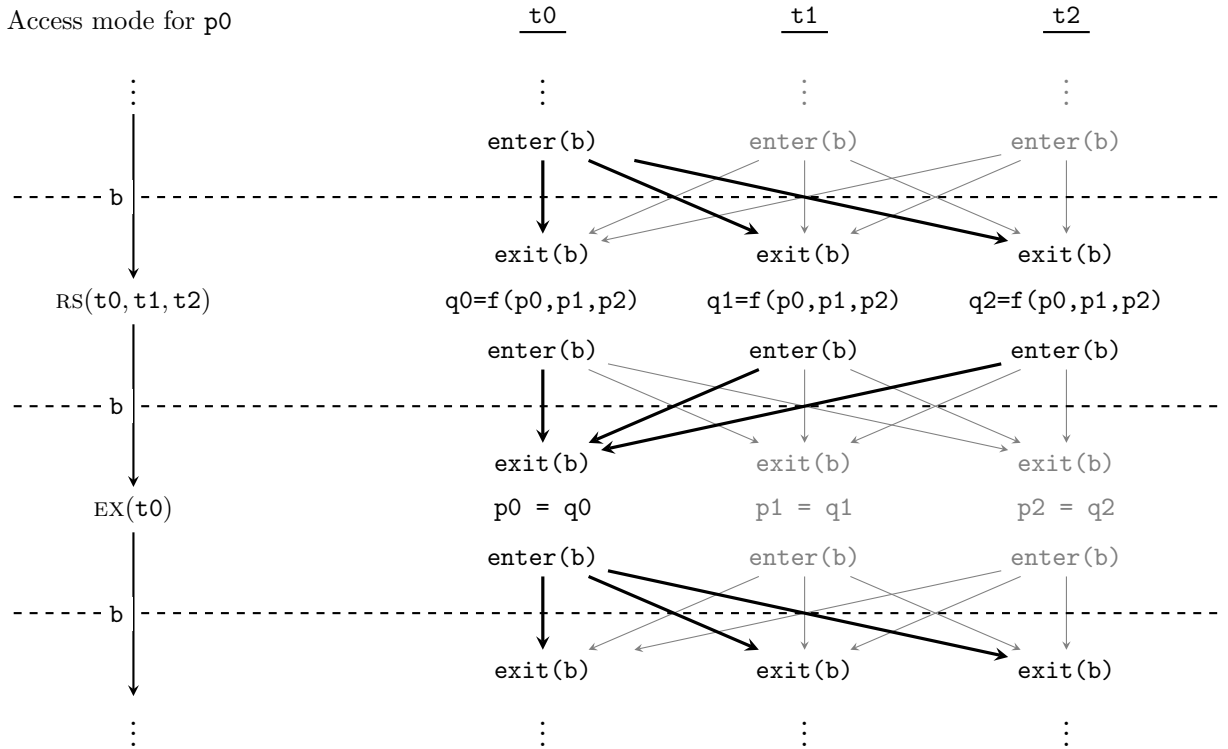 Access mode for p0 t0 t1 t2
⋮ ⋮ ⋮ ⋮
enter(b) enter(b) enter(b)
b
exit(b) exit(b) exit(b)
RS(t0,t1,t2) q0=f(p0,p1,p2) q1=f(p0,p1,p2) q2=f(p0,p1,p2)
enter(b) enter(b) enter(b)
b
exit(b) exit(b) exit(b)
EX(t0) p0 = q0 p1 = q1 p2 = q2
enter(b) enter(b) enter(b)
b
exit(b) exit(b) exit(b)
⋮ ⋮ ⋮ ⋮